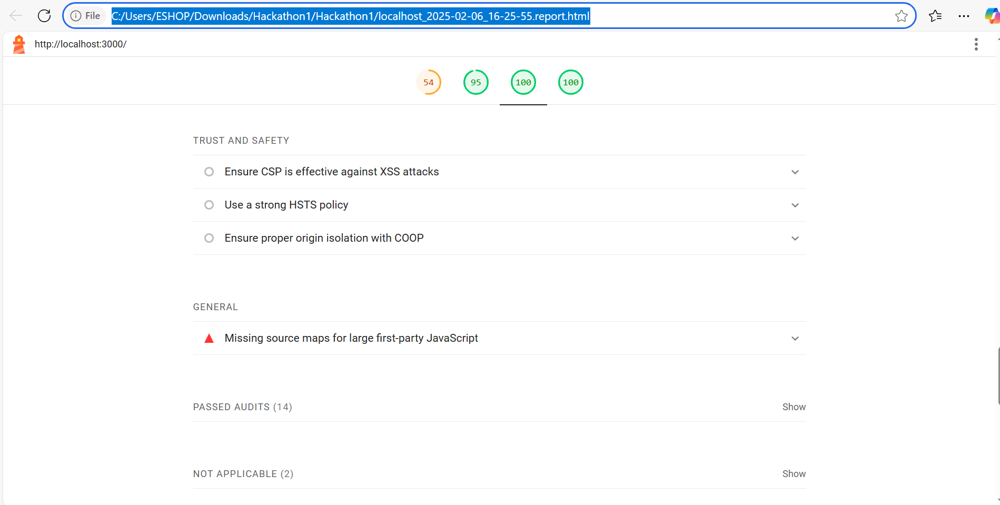 File C:/Users/ESHOP/Downloads/Hackathon1/Hackathon1/localhost_2025-02-06_16-25-55.report.html
http://localhost:3000/
54 95 100 100
TRUST AND SAFETY
Ensure CSP is effective against XSS attacks
Use a strong HSTS policy
Ensure proper origin isolation with COOP
GENERAL
Missing source maps for large first-party JavaScript
PASSED AUDITS (14) Show
NOT APPLICABLE (2) Show